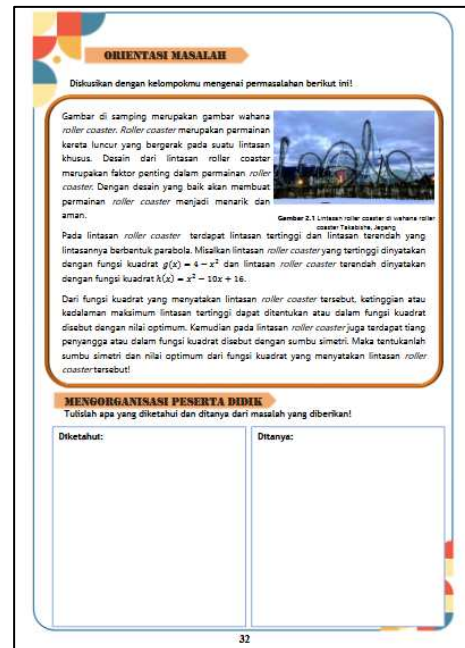 ORIENTASI MASALAH
Diskusikan dengan kelompokmu mengenai permasalahan berikut ini!
Gambar di samping merupakan gambar wahana
roller coaster. Roller coaster merupakan permainan
kereta luncur yang bergerak pada suatu lintasan
khusus. Desain dari lintasan roller coaster
merupakan faktor penting dalam permainan roller
coaster. Dengan desain yang baik akan membuat
permainan roller coaster menjadi menarik dan
aman.
Gambar 2.1 Lintasan roller coaster di wahana roller
coaster Takabisha, Jepang
Pada lintasan roller coaster terdapat lintasan tertinggi dan lintasan terendah yang
lintasannya berbentuk parabola. Misalkan lintasan roller coaster yang tertinggi dinyatakan
dengan fungsi kuadrat g(x) = 4 − x² dan lintasan roller coaster terendah dinyatakan
dengan fungsi kuadrat h(x) = x² − 10x + 16.
Dari fungsi kuadrat yang menyatakan lintasan roller coaster tersebut, ketinggian atau
kedalaman maksimum lintasan tertinggi dapat ditentukan atau dalam fungsi kuadrat
disebut dengan nilai optimum. Kemudian pada lintasan roller coaster juga terdapat tiang
penyangga atau dalam fungsi kuadrat disebut dengan sumbu simetri. Maka tentukanlah
sumbu simetri dan nilai optimum dari fungsi kuadrat yang menyatakan lintasan roller
coaster tersebut!
MENGORGANISASI PESERTA DIDIK
Tulislah apa yang diketahui dan ditanya dari masalah yang diberikan!
Diketahui:
Ditanya:
32